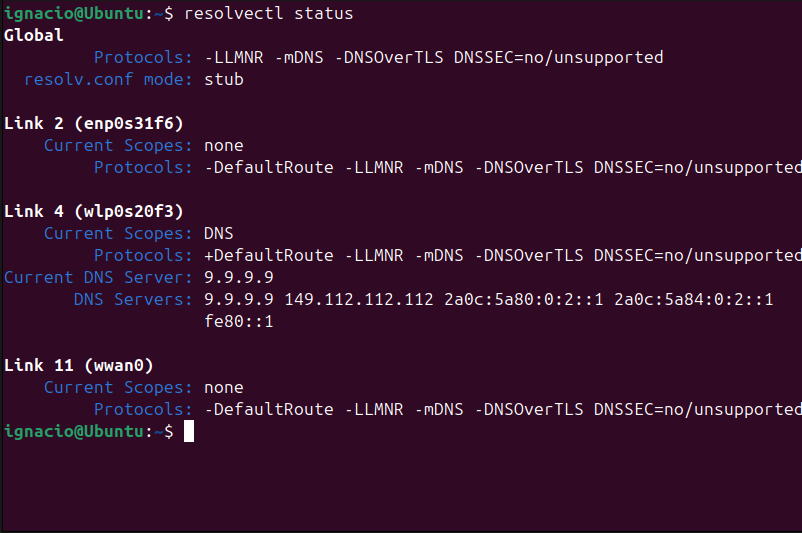 ignacio@Ubuntu:~$ resolvectl status
Global
Protocols: -LLMNR -mDNS -DNSOverTLS DNSSEC=no/unsupported
resolv.conf mode: stub
Link 2 (enp0s31f6)
Current Scopes: none
Protocols: -DefaultRoute -LLMNR -mDNS -DNSOverTLS DNSSEC=no/unsupported
Link 4 (wlp0s20f3)
Current Scopes: DNS
Protocols: +DefaultRoute -LLMNR -mDNS -DNSOverTLS DNSSEC=no/unsupported
Current DNS Server: 9.9.9.9
DNS Servers: 9.9.9.9 149.112.112.112 2a0c:5a80:0:2::1 2a0c:5a84:0:2::1
fe80::1
Link 11 (wwan0)
Current Scopes: none
Protocols: -DefaultRoute -LLMNR -mDNS -DNSOverTLS DNSSEC=no/unsupported
ignacio@Ubuntu:~$